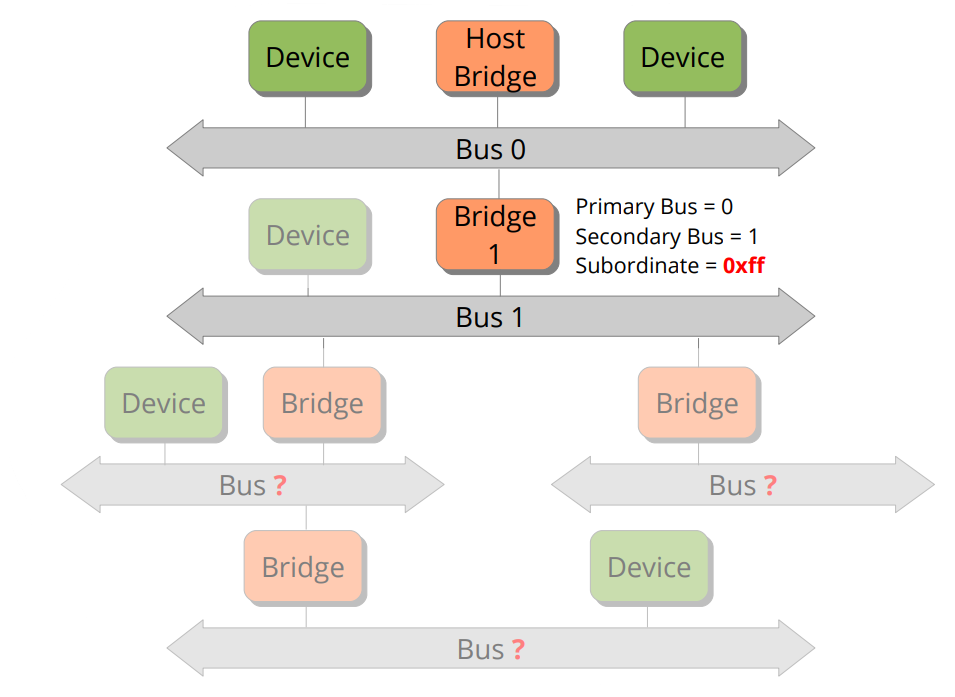 Device
Host
Bridge
Device
Bus 0
Device
Bridge
1
Primary Bus = 0
Secondary Bus = 1
Subordinate = 0xff
Bus 1
Device
Bridge
Bridge
Bus ?
Bus ?
Bridge
Device
Bus ?